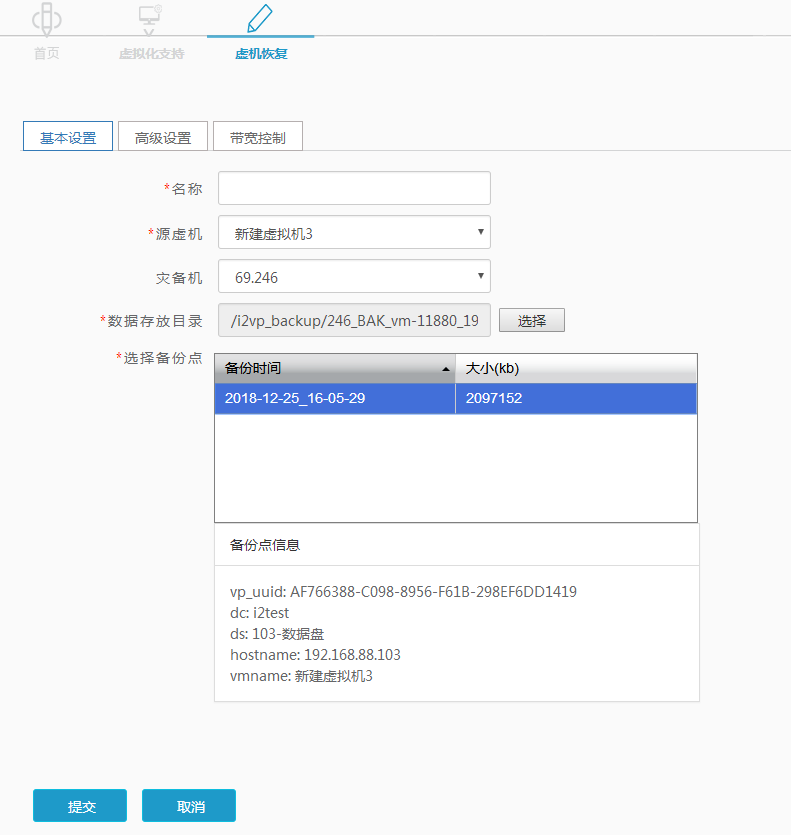 首页
虚拟化支持
虚机恢复
基本设置
高级设置
带宽控制
*名称
*源虚机
新建虚拟机3
灾备机
69.246
*数据存放目录
/i2vp_backup/246_BAK_vm-11880_19
选择
*选择备份点
备份时间
大小(kb)
2018-12-25_16-05-29
2097152
备份点信息
vp_uuid: AF766388-C098-8956-F61B-298EF6DD1419
dc: i2test
ds: 103-数据盘
hostname: 192.168.88.103
vmname: 新建虚拟机3
提交
取消